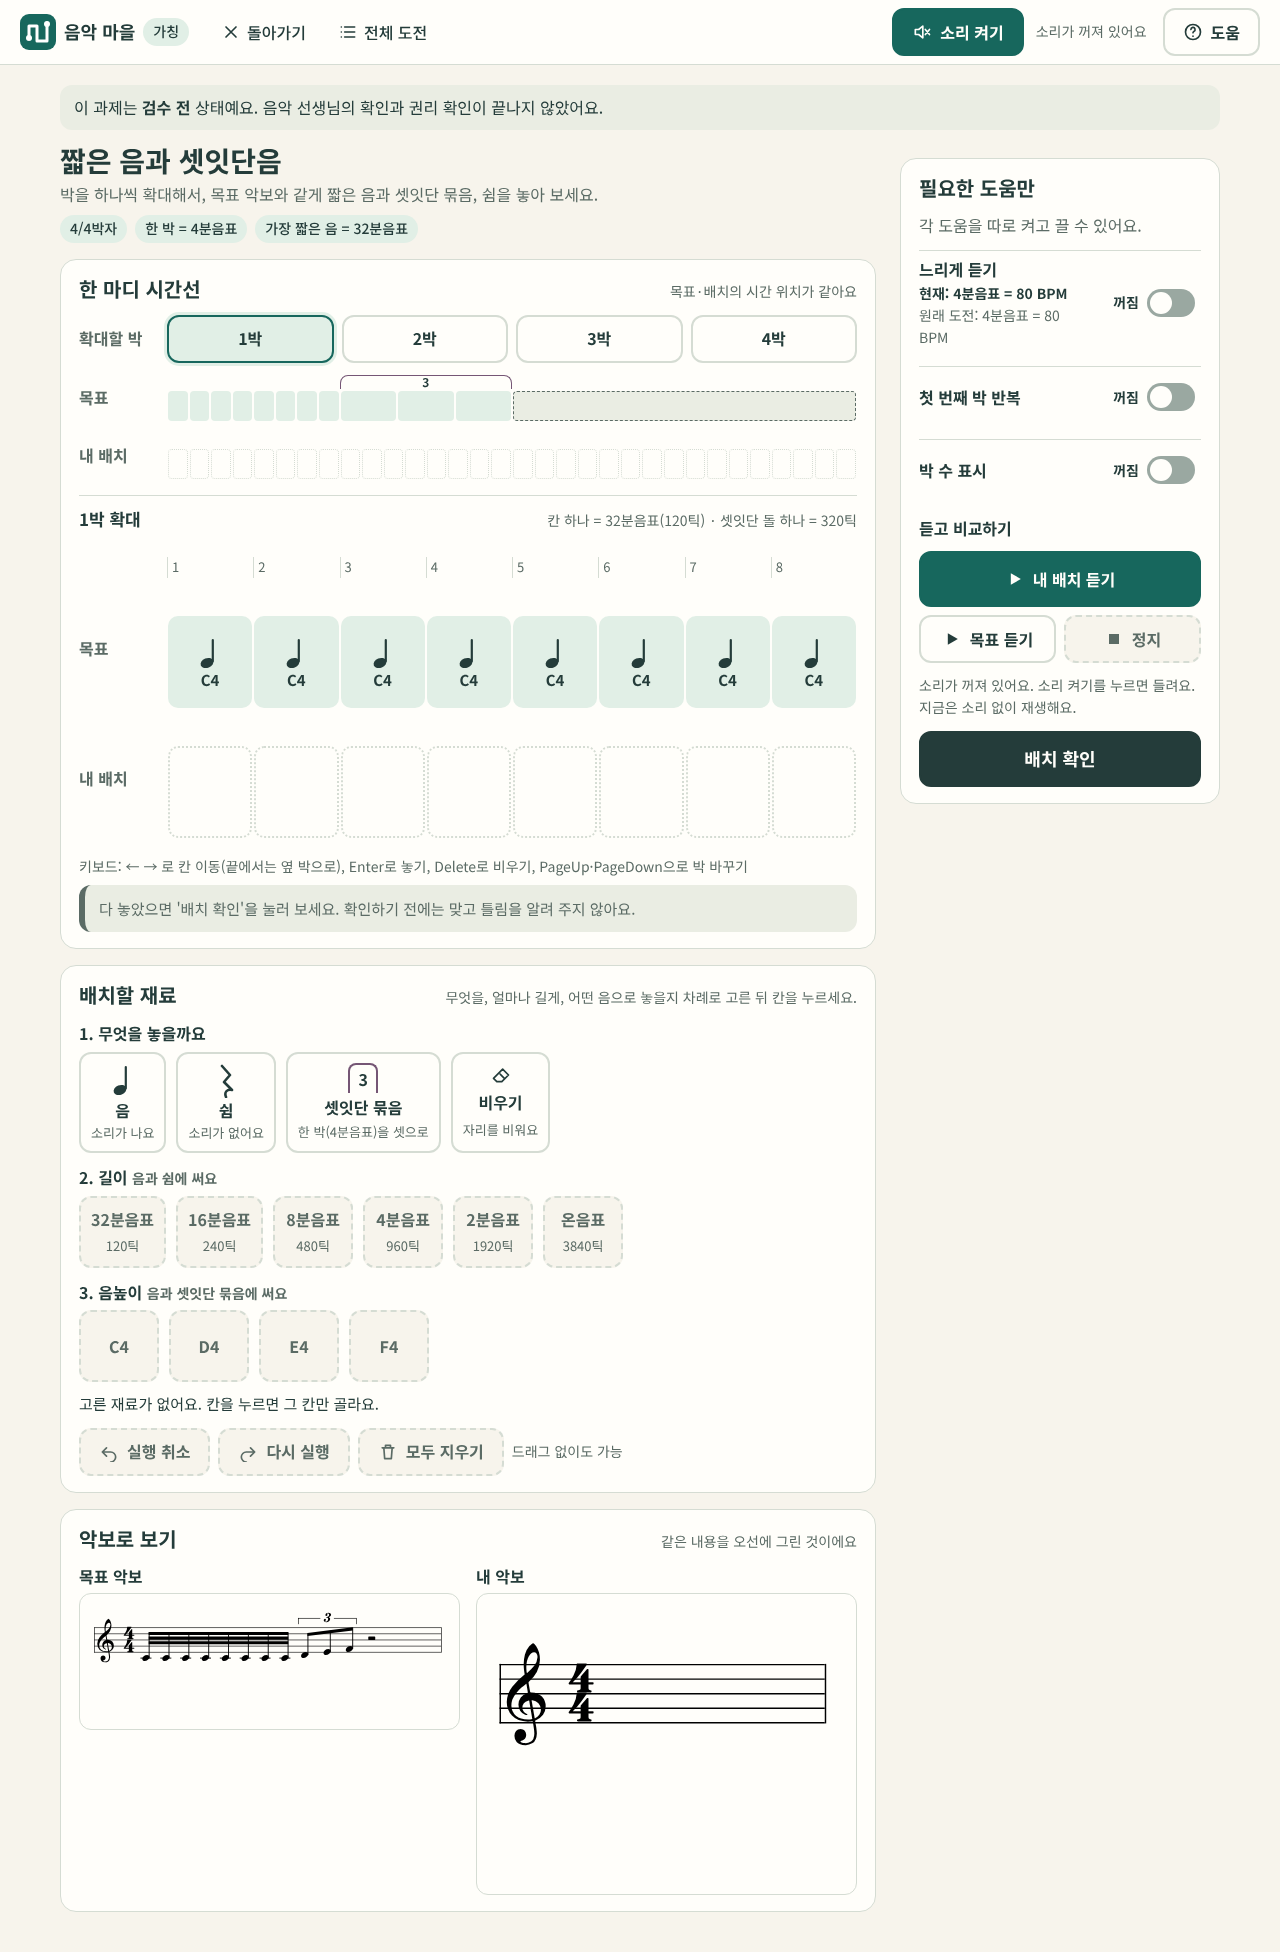 음악 마을 가칭 돌아가기 전체 도전 소리 켜기 소리가 꺼져 있어요 도움
이 과제는 검수 전 상태예요. 음악 선생님의 확인과 권리 확인이 끝나지 않았어요.
짧은 음과 셋잇단음
박을 하나씩 확대해서, 목표 악보와 같게 짧은 음과 셋잇단 묶음, 쉼을 놓아 보세요.
4/4박자 한 박 = 4분음표 가장 짧은 음 = 32분음표
한 마디 시간선 목표·배치의 시간 위치가 같아요
확대할 박 1박 2박 3박 4박
목표 3
내 배치
1박 확대 칸 하나 = 32분음표(120틱) · 셋잇단 돌 하나 = 320틱
1 2 3 4 5 6 7 8
목표 C4 C4 C4 C4 C4 C4 C4 C4
내 배치
키보드: ← → 로 칸 이동(끝에서는 옆 박으로), Enter로 놓기, Delete로 비우기, PageUp·PageDown으로 박 바꾸기
다 놓았으면 '배치 확인'을 눌러 보세요. 확인하기 전에는 맞고 틀림을 알려 주지 않아요.
배치할 재료 무엇을, 얼마나 길게, 어떤 음으로 놓을지 차례로 고른 뒤 칸을 누르세요.
1. 무엇을 놓을까요
3
음 쉼 셋잇단 묶음 비우기
소리가 나요 소리가 없어요 한 박(4분음표)을 셋으로 자리를 비워요
2. 길이 음과 쉼에 써요
32분음표 16분음표 8분음표 4분음표 2분음표 온음표
120틱 240틱 480틱 960틱 1920틱 3840틱
3. 음높이 음과 셋잇단 묶음에 써요
C4 D4 E4 F4
고른 재료가 없어요. 칸을 누르면 그 칸만 골라요.
실행 취소 다시 실행 모두 지우기 드래그 없이도 가능
악보로 보기 같은 내용을 오선에 그린 것이에요
목표 악보 내 악보
4 4 3
4 4
필요한 도움만
각 도움을 따로 켜고 끌 수 있어요.
느리게 듣기
현재: 4분음표 = 80 BPM 꺼짐
원래 도전: 4분음표 = 80
BPM
첫 번째 박 반복 꺼짐
박 수 표시 꺼짐
듣고 비교하기
내 배치 듣기
목표 듣기 정지
소리가 꺼져 있어요. 소리 켜기를 누르면 들려요.
지금은 소리 없이 재생해요.
배치 확인